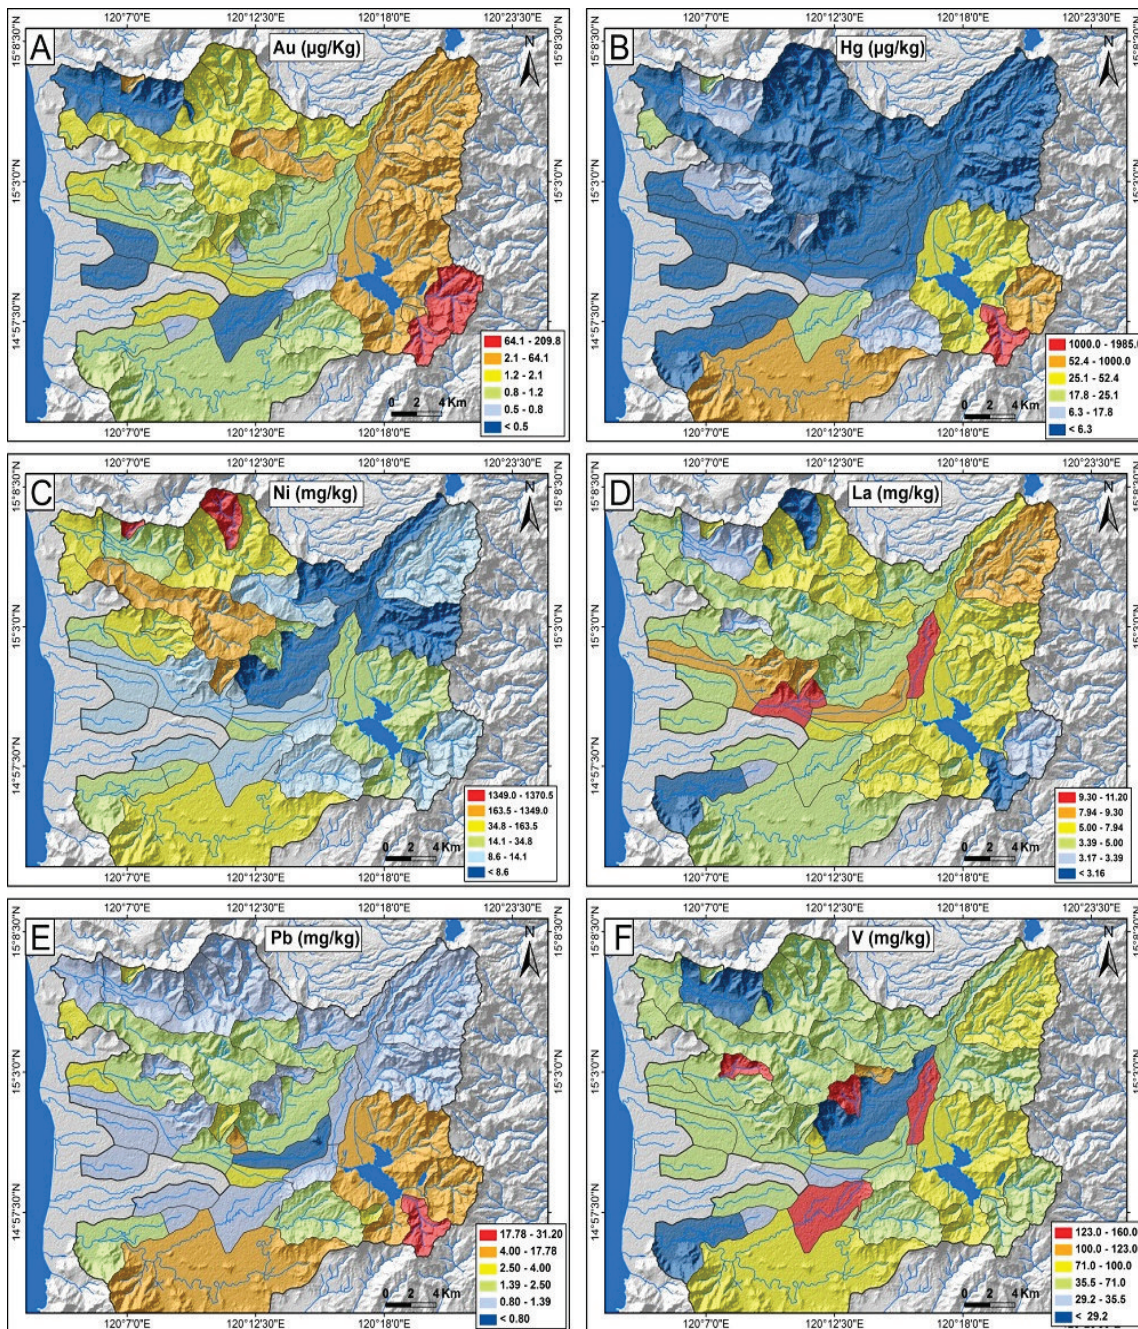 120°7'0"E 120°12'30"E 120°18'0"E 120°23'30"E
A
Au (µg/Kg)
N
15°8'30"N
15°3'0"N
14°57'30"N
64.1 - 209.8
2.1 - 64.1
1.2 - 2.1
0.8 - 1.2
0.5 - 0.8
< 0.5
0 2 4 Km
120°7'0"E 120°12'30"E 120°18'0"E 120°23'30"E
B
Hg (µg/kg)
N
15°8'30"N
15°3'0"N
14°57'30"N
1000.0 - 1985.0
52.4 - 1000.0
25.1 - 52.4
17.8 - 25.1
6.3 - 17.8
< 6.3
0 2 4 Km
120°7'0"E 120°12'30"E 120°18'0"E 120°23'30"E
120°7'0"E 120°12'30"E 120°18'0"E 120°23'30"E
C
Ni (mg/kg)
N
15°8'30"N
15°3'0"N
14°57'30"N
1349.0 - 1370.5
163.5 - 1349.0
34.8 - 163.5
14.1 - 34.8
8.6 - 14.1
< 8.6
0 2 4 Km
D
La (mg/kg)
N
15°8'30"N
15°3'0"N
14°57'30"N
9.30 - 11.20
7.94 - 9.30
5.00 - 7.94
3.39 - 5.00
3.17 - 3.39
< 3.16
0 2 4 Km
120°7'0"E 120°12'30"E 120°18'0"E 120°23'30"E
120°7'0"E 120°12'30"E 120°18'0"E 120°23'30"E
E
Pb (mg/kg)
N
15°8'30"N
15°3'0"N
14°57'30"N
17.78 - 31.20
4.00 - 17.78
2.50 - 4.00
1.39 - 2.50
0.80 - 1.39
< 0.80
0 2 4 Km
F
V (mg/kg)
N
15°8'30"N
15°3'0"N
14°57'30"N
123.0 - 160.0
100.0 - 123.0
71.0 - 100.0
35.5 - 71.0
29.2 - 35.5
< 29.2
0 2 4 Km